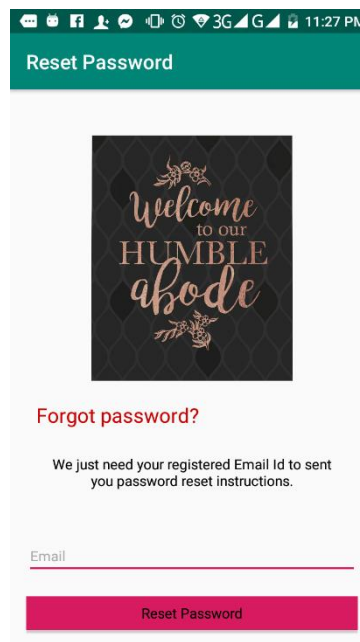 3G G 11:27 PM
Reset Password
Welcome
to our
HUMBLE
abode
Forgot password?
We just need your registered Email Id to sent
you password reset instructions.
Email
Reset Password